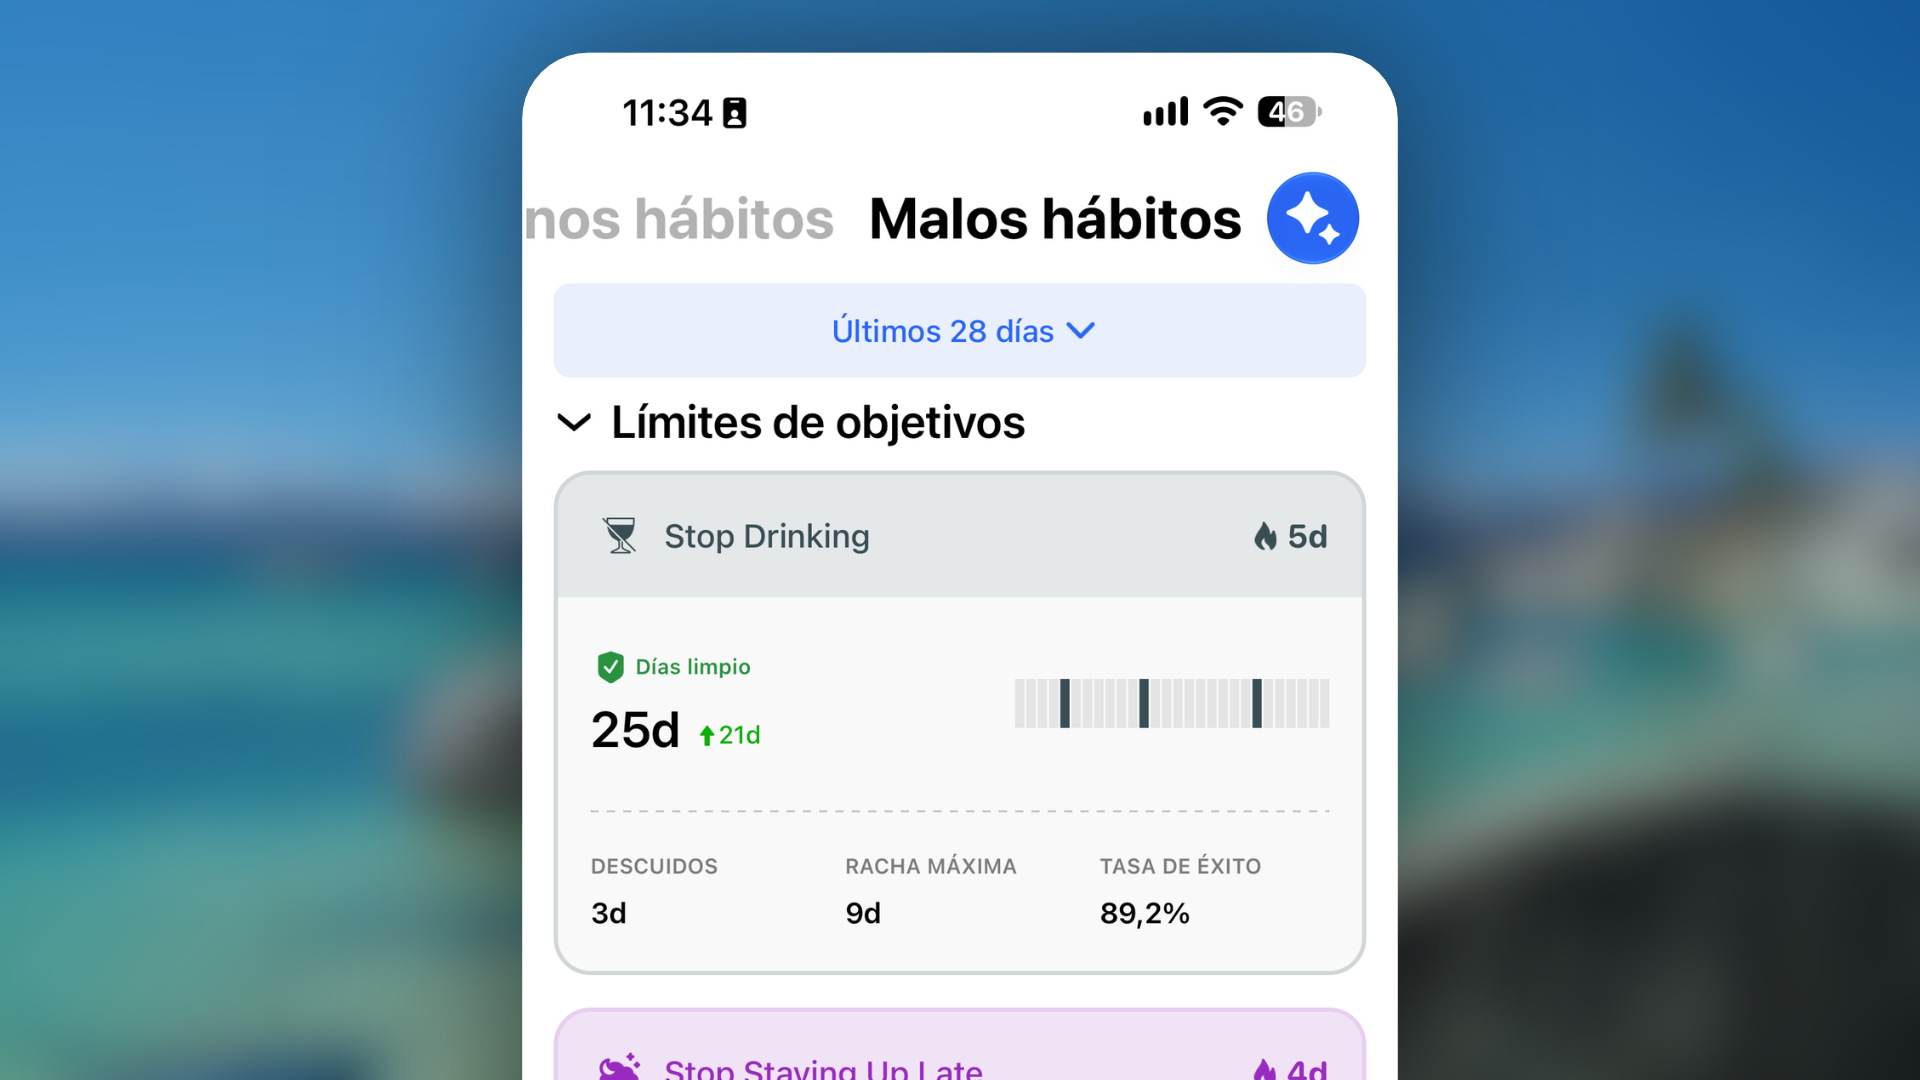 11:34
46
nos hábitos
Malos hábitos
Últimos 28 días
Límites de objetivos
Stop Drinking
5d
Días limpio
25d
21d
DESCUIDOS
RACHA MÁXIMA
TASA DE ÉXITO
3d
9d
89,2%
Stop Staying Up Late
4d